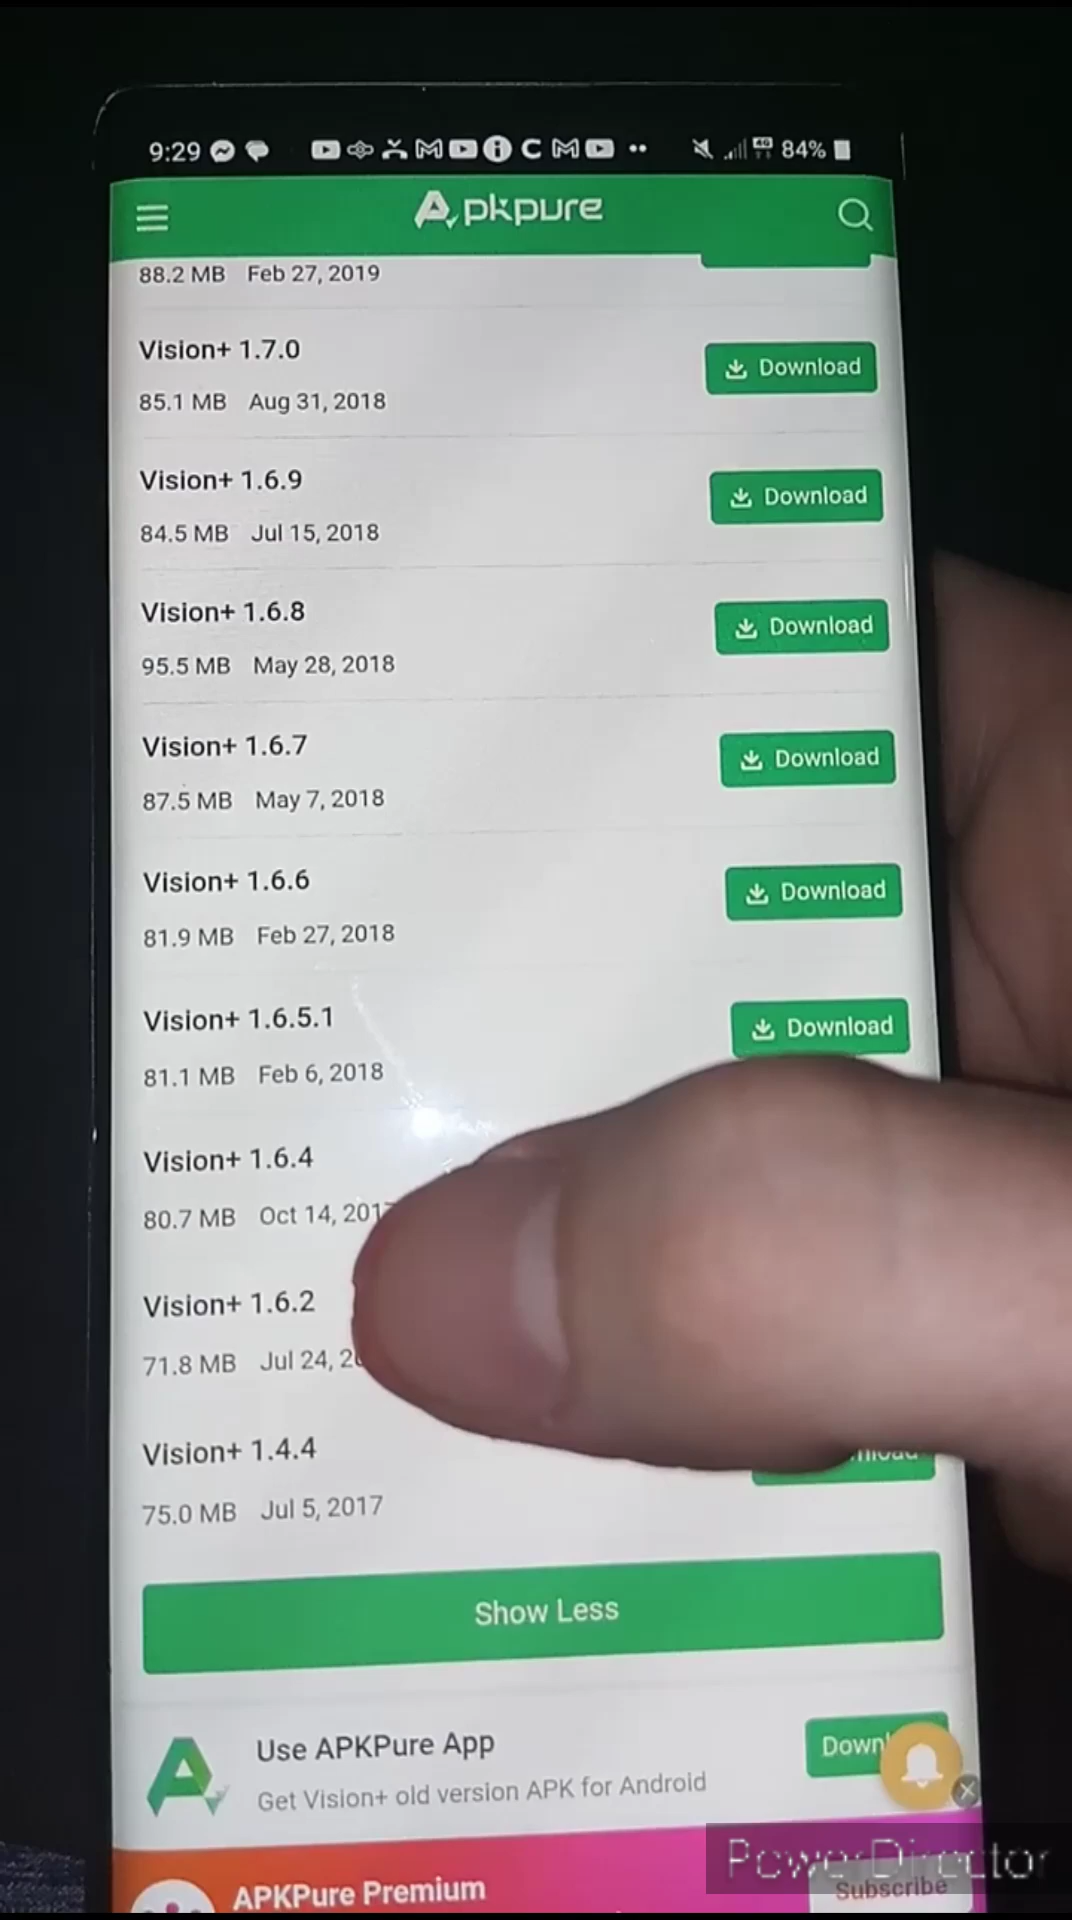 9:29 84%
Apkpure
88.2 MB Feb 27, 2019
Vision+ 1.7.0
Download
85.1 MB Aug 31, 2018
Vision+ 1.6.9
Download
84.5 MB Jul 15, 2018
Vision+ 1.6.8
Download
95.5 MB May 28, 2018
Vision+ 1.6.7
Download
87.5 MB May 7, 2018
Vision+ 1.6.6
Download
81.9 MB Feb 27, 2018
Vision+ 1.6.5.1
Download
81.1 MB Feb 6, 2018
Vision+ 1.6.4
80.7 MB Oct 14, 2017
Vision+ 1.6.2
71.8 MB Jul 24,
Vision+ 1.4.4
75.0 MB Jul 5, 2017
Show Less
Use APKPure App
Get Vision+ old version APK for Android
APKPure Premium
Subscribe
PowerDirector